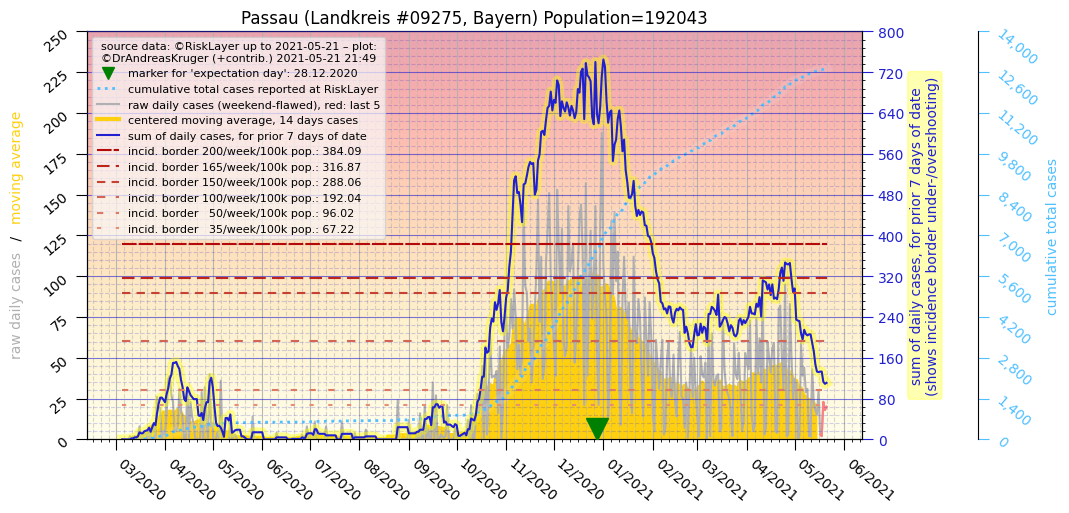 Passau (Landkreis #09275, Bayern) Population=192043
source data: ©RiskLayer up to 2021-05-21 – plot:
©DrAndreasKruger (+contrib.) 2021-05-21 21:49
marker for 'expectation day': 28.12.2020
cumulative total cases reported at RiskLayer
raw daily cases (weekend-flawed), red: last 5
centered moving average, 14 days cases
sum of daily cases, for prior 7 days of date
incid. border 200/week/100k pop.: 384.09
incid. border 165/week/100k pop.: 316.87
incid. border 150/week/100k pop.: 288.06
incid. border 100/week/100k pop.: 192.04
incid. border   50/week/100k pop.: 96.02
incid. border   35/week/100k pop.: 67.22
raw daily cases  /  moving average
250
225
200
175
150
125
100
75
50
25
0
03/2020
04/2020
05/2020
06/2020
07/2020
08/2020
09/2020
10/2020
11/2020
12/2020
01/2021
02/2021
03/2021
04/2021
05/2021
06/2021
800
720
640
560
480
400
320
240
160
80
0
sum of daily cases, for prior 7 days of date
(shows incidence border under-/overshooting)
14,000
12,600
11,200
9,800
8,400
7,000
5,600
4,200
2,800
1,400
0
cumulative total cases